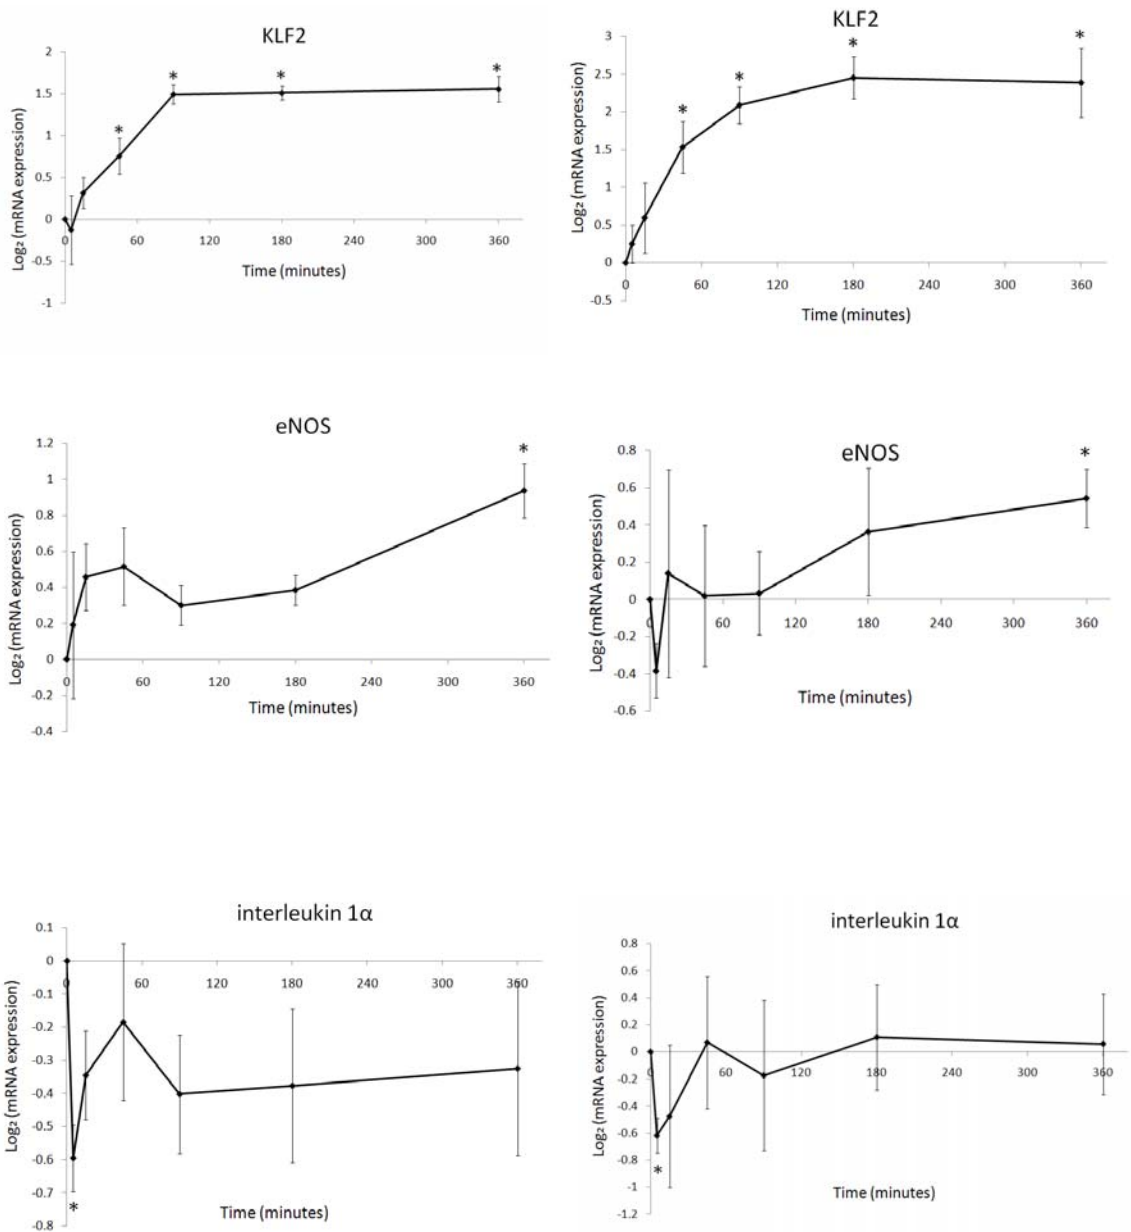 KLF2
2
1.5
1
0.5
0
-0.5
-1
0 60 120 180 240 300 360
Log₂ (mRNA expression)
Time (minutes)
* * * *
KLF2
3
2.5
2
1.5
1
0.5
0
-0.5
0 60 120 180 240 300 360
Log₂ (mRNA expression)
Time (minutes)
* * * * *
eNOS
1.2
1
0.8
0.6
0.4
0.2
0
-0.2
-0.4
0 60 120 180 240 300 360
Log₂ (mRNA expression)
Time (minutes)
*
eNOS
0.8
0.6
0.4
0.2
0
-0.2
-0.4
-0.6
0 60 120 180 240 300 360
Log₂ (mRNA expression)
Time (minutes)
*
interleukin 1α
0.1
0
-0.1
-0.2
-0.3
-0.4
-0.5
-0.6
-0.7
-0.8
0 60 120 180 240 300 360
Log₂ (mRNA expression)
Time (minutes)
*
interleukin 1α
0.8
0.6
0.4
0.2
0
-0.2
-0.4
-0.6
-0.8
-1
-1.2
0 60 120 180 240 300 360
Log₂ (mRNA expression)
Time (minutes)
*